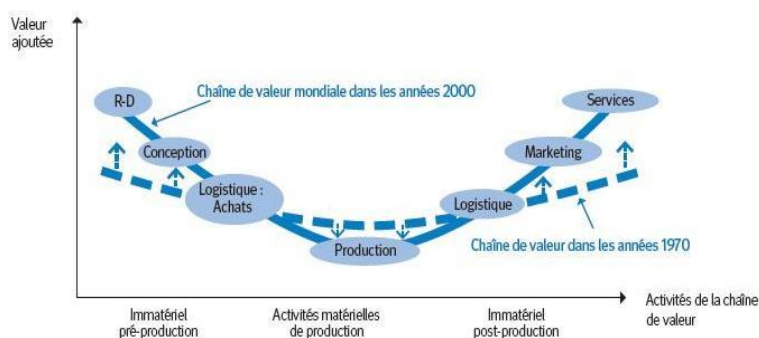 Valeur
ajoutée
Chaîne de valeur mondiale dans les années 2000
R-D
Services
Conception
Marketing
Logistique :
Achats
Logistique
Production
Chaîne de valeur dans les années 1970
Immatériel
pré-production
Activités matérielles
de production
Immatériel
post-production
Activités de la chaîne
de valeur